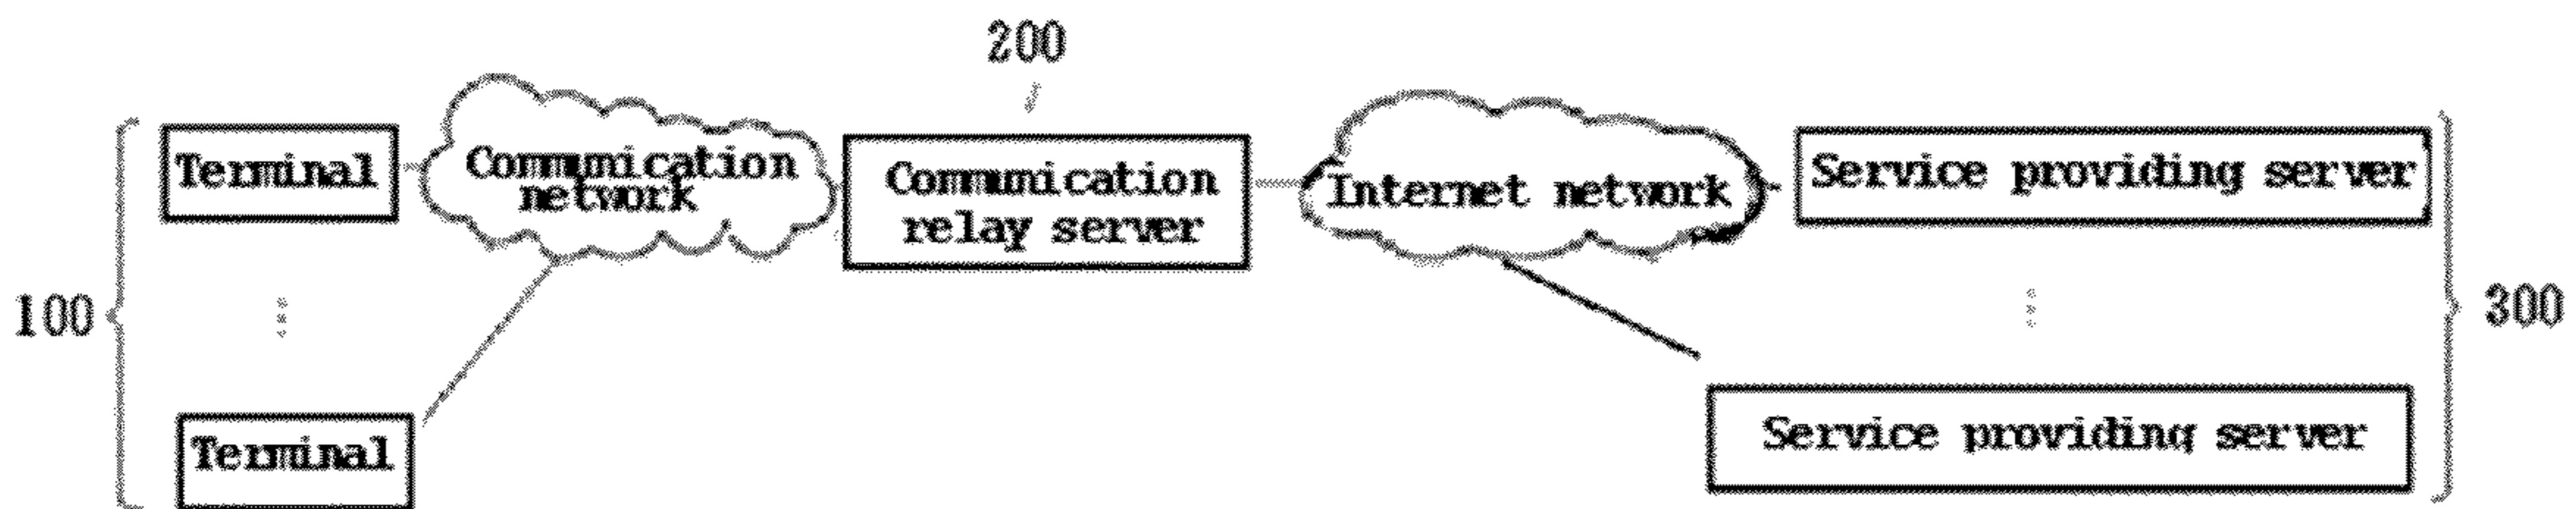 200
Terminal
Communication
network
Communication
relay server
Internet network
Service providing server
100
300
Terminal
Service providing server